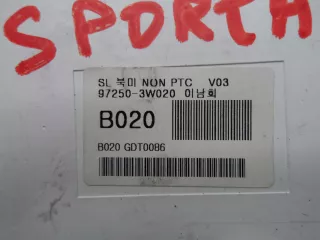 SPORTA
SL 북미 NON PTC V03
97250-3W020 이남희
B020
B020 GDT0086